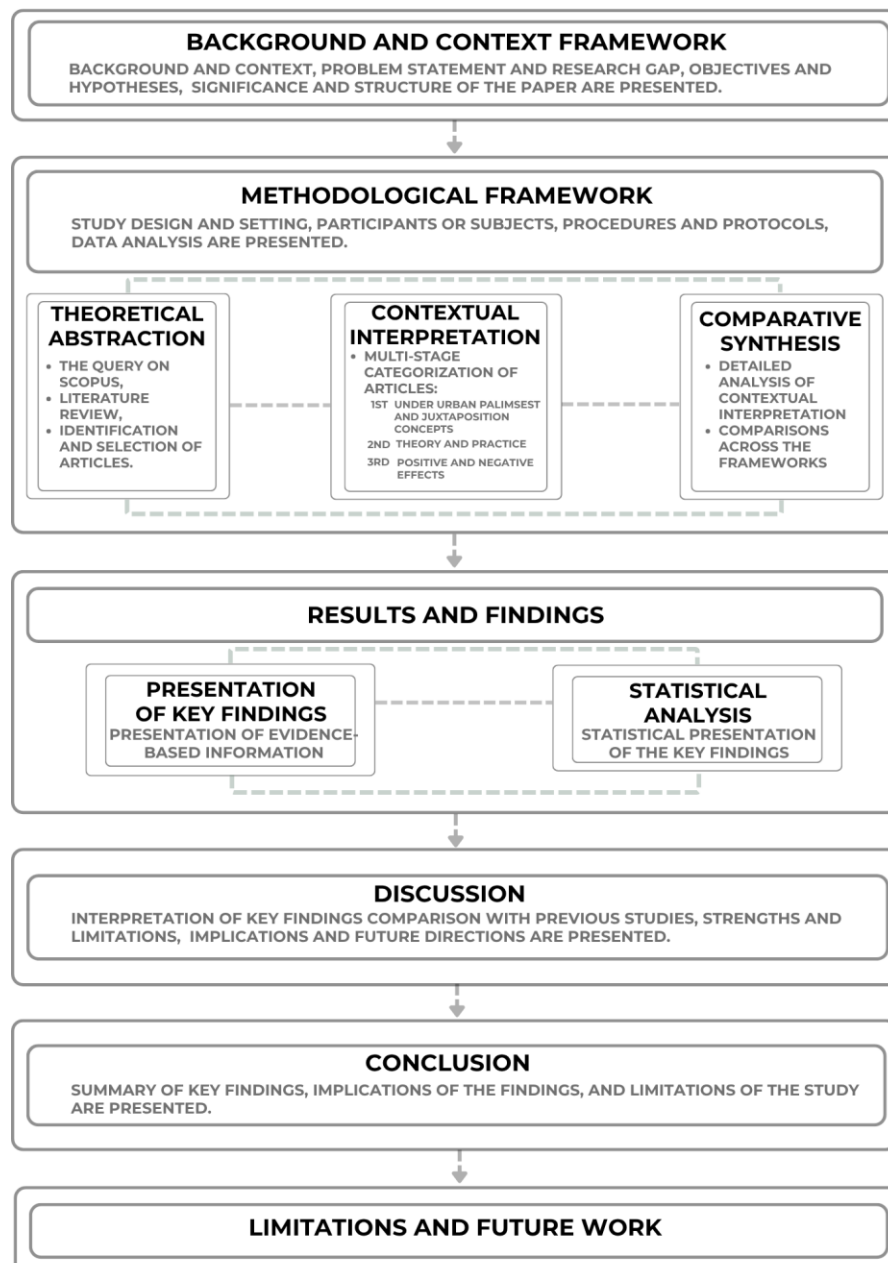 BACKGROUND AND CONTEXT FRAMEWORK
BACKGROUND AND CONTEXT, PROBLEM STATEMENT AND RESEARCH GAP, OBJECTIVES AND
HYPOTHESES, SIGNIFICANCE AND STRUCTURE OF THE PAPER ARE PRESENTED.
METHODOLOGICAL FRAMEWORK
STUDY DESIGN AND SETTING, PARTICIPANTS OR SUBJECTS, PROCEDURES AND PROTOCOLS,
DATA ANALYSIS ARE PRESENTED.
THEORETICAL
ABSTRACTION
• THE QUERY ON
SCOPUS,
• LITERATURE
REVIEW,
• IDENTIFICATION
AND SELECTION OF
ARTICLES.
CONTEXTUAL
INTERPRETATION
• MULTI-STAGE
CATEGORIZATION OF
ARTICLES:
1ST UNDER URBAN PALIMSEST
AND JUXTAPOSITION
CONCEPTS
2ND THEORY AND PRACTICE
3RD POSITIVE AND NEGATIVE
EFFECTS
COMPARATIVE
SYNTHESIS
• DETAILED
ANALYSIS OF
CONTEXTUAL
INTERPRETATION
• COMPARISONS
ACROSS THE
FRAMEWORKS
RESULTS AND FINDINGS
PRESENTATION
OF KEY FINDINGS
PRESENTATION OF EVIDENCE-
BASED INFORMATION
STATISTICAL
ANALYSIS
STATISTICAL PRESENTATION
OF THE KEY FINDINGS
DISCUSSION
INTERPRETATION OF KEY FINDINGS COMPARISON WITH PREVIOUS STUDIES, STRENGTHS AND
LIMITATIONS, IMPLICATIONS AND FUTURE DIRECTIONS ARE PRESENTED.
CONCLUSION
SUMMARY OF KEY FINDINGS, IMPLICATIONS OF THE FINDINGS, AND LIMITATIONS OF THE STUDY
ARE PRESENTED.
LIMITATIONS AND FUTURE WORK